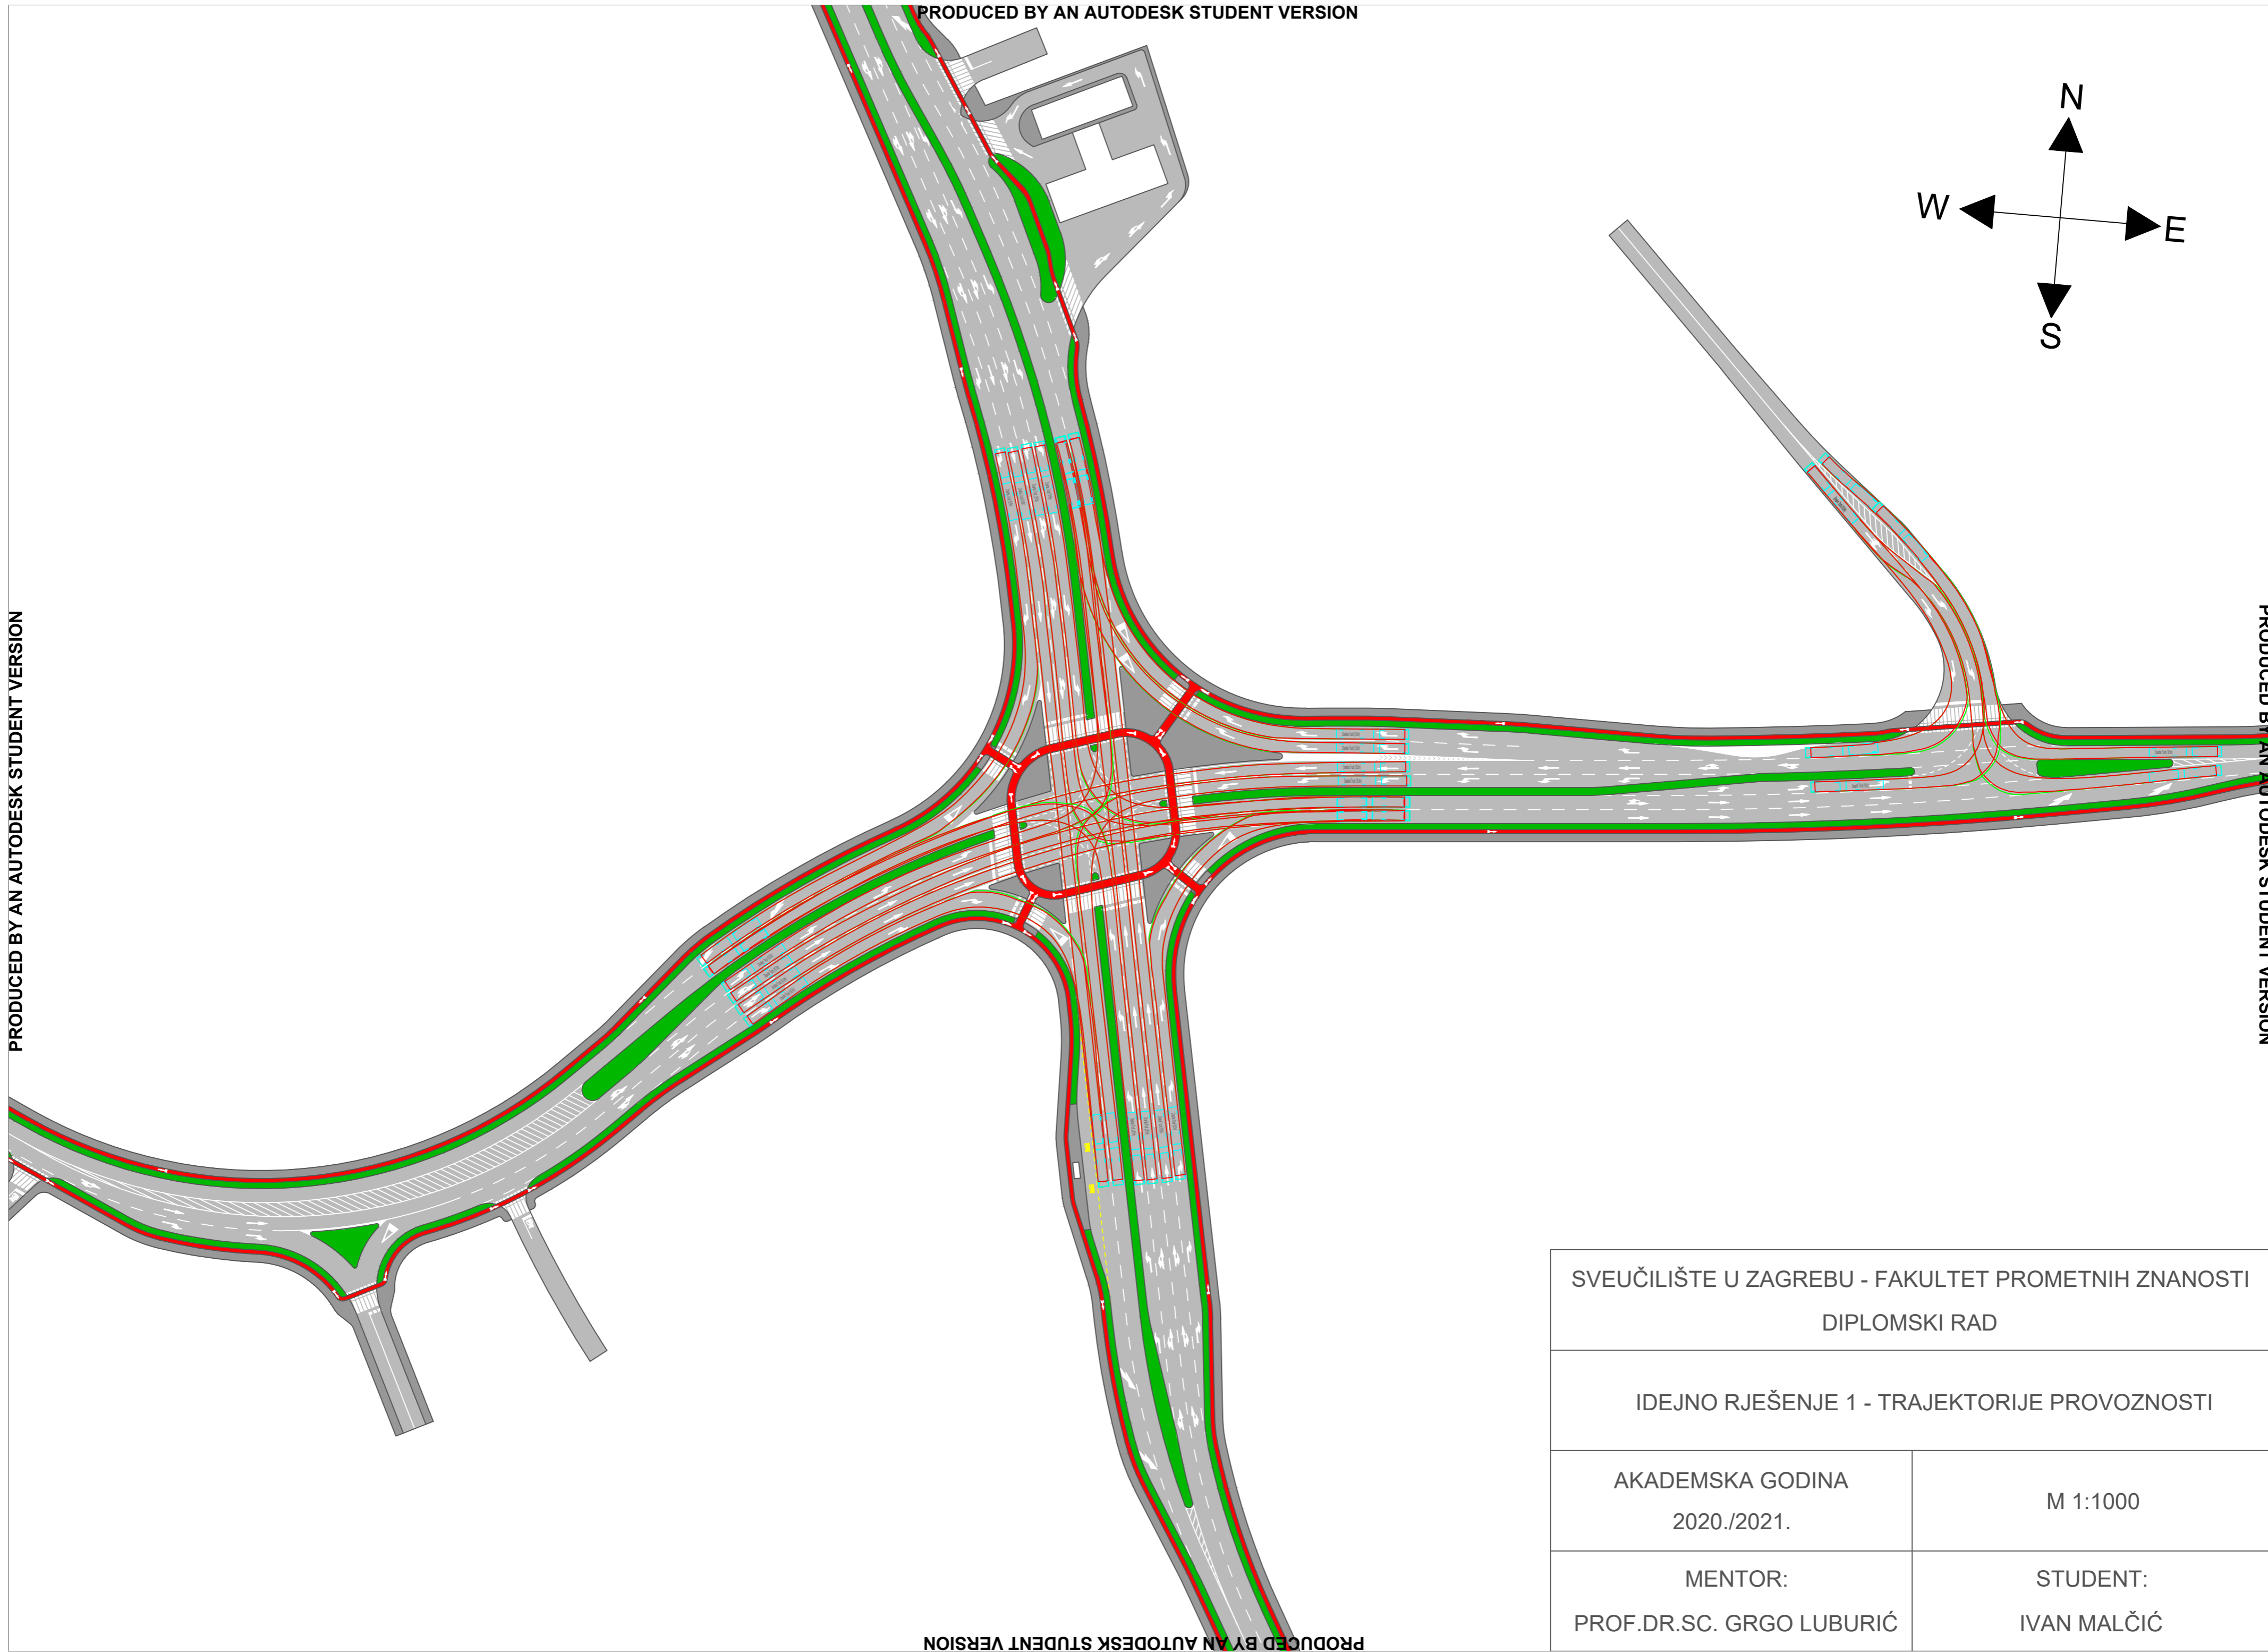 PRODUCED BY AN AUTODESK STUDENT VERSION
N
W
E
S
PRODUCED BY AN AUTODESK STUDENT VERSION
PRODUCED BY AN AUTODESK STUDENT VERSION
SVEUČILIŠTE U ZAGREBU - FAKULTET PROMETNIH ZNANOSTI
DIPLOMSKI RAD
IDEJNO RJEŠENJE 1 - TRAJEKTORIJE PROVOZNOSTI
AKADEMSKA GODINA
2020./2021.
M 1:1000
MENTOR:
PROF.DR.SC. GRGO LUBURIĆ
STUDENT:
IVAN MALČIĆ
PRODUCED BY AN AUTODESK STUDENT VERSION